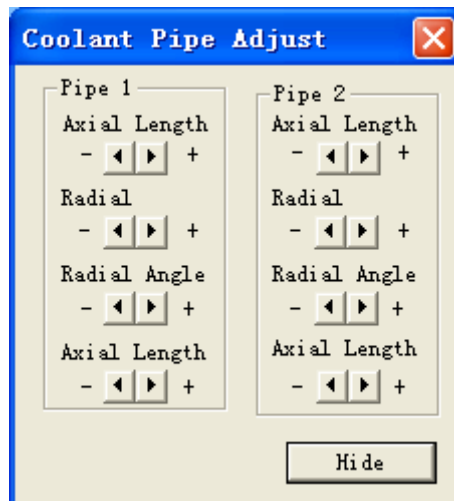 Coolant Pipe Adjust
Pipe 1
Axial Length
- +
Radial
- +
Radial Angle
- +
Axial Length
- +
Pipe 2
Axial Length
- +
Radial
- +
Radial Angle
- +
Axial Length
- +
Hide